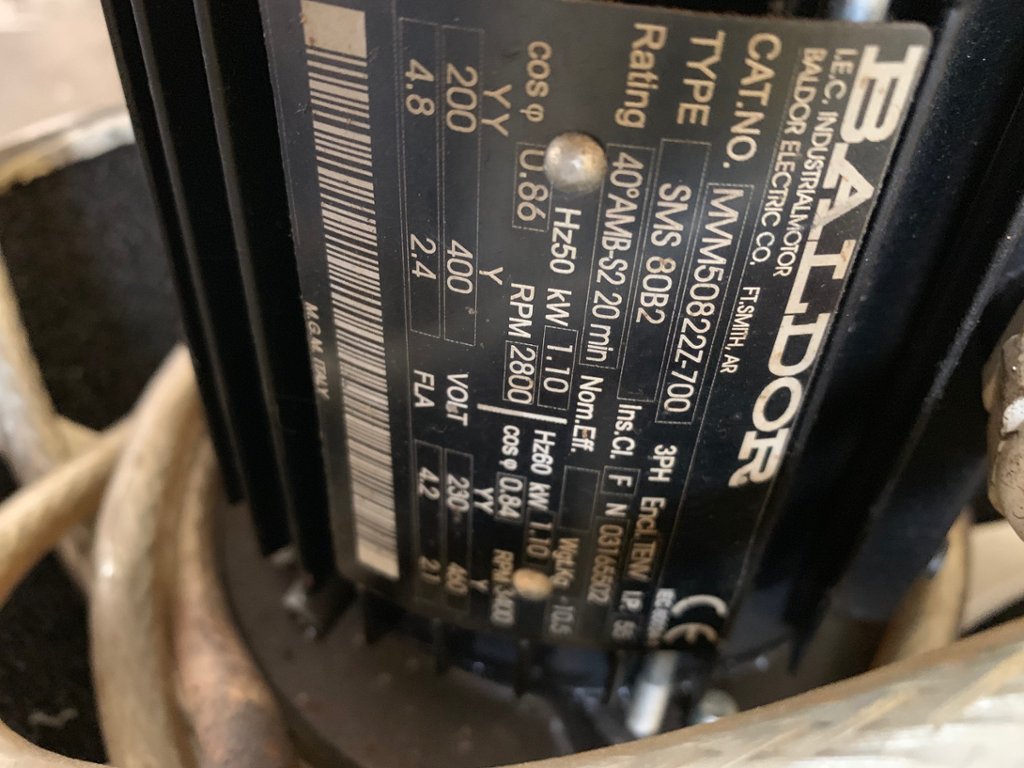 BALDOR
I.E.C. INDUSTRIAL MOTOR
BALDOR ELECTRIC CO. FT.SMITH, AR
CE
CAT.NO. MVM50822Z-700
TYPE SMS 80B2 3PH Encl. TENV I.P. 56
Rating 40°AMB-S2 20 min Ins.Cl. F N 03165502
Nom.Eff. Wgt.Kg 10.5
Hz50 kW 1.10 Hz60 kW 1.10
cos φ 0.86 RPM 2800 cos φ 0.84 RPM 3400
YY Y YY Y
200 400 VOLT 230 460
4.8 2.4 FLA 4.2 2.1
M.G.M. ITALY